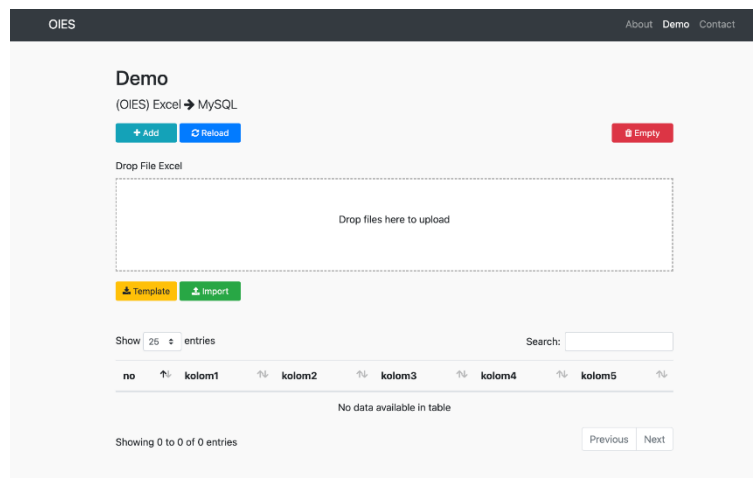 OIES About Demo Contact
Demo
(OIES) Excel → MySQL
+ Add Reload Empty
Drop File Excel
Drop files here to upload
Template Import
Show 25 entries Search:
no kolom1 kolom2 kolom3 kolom4 kolom5
No data available in table
Showing 0 to 0 of 0 entries Previous Next